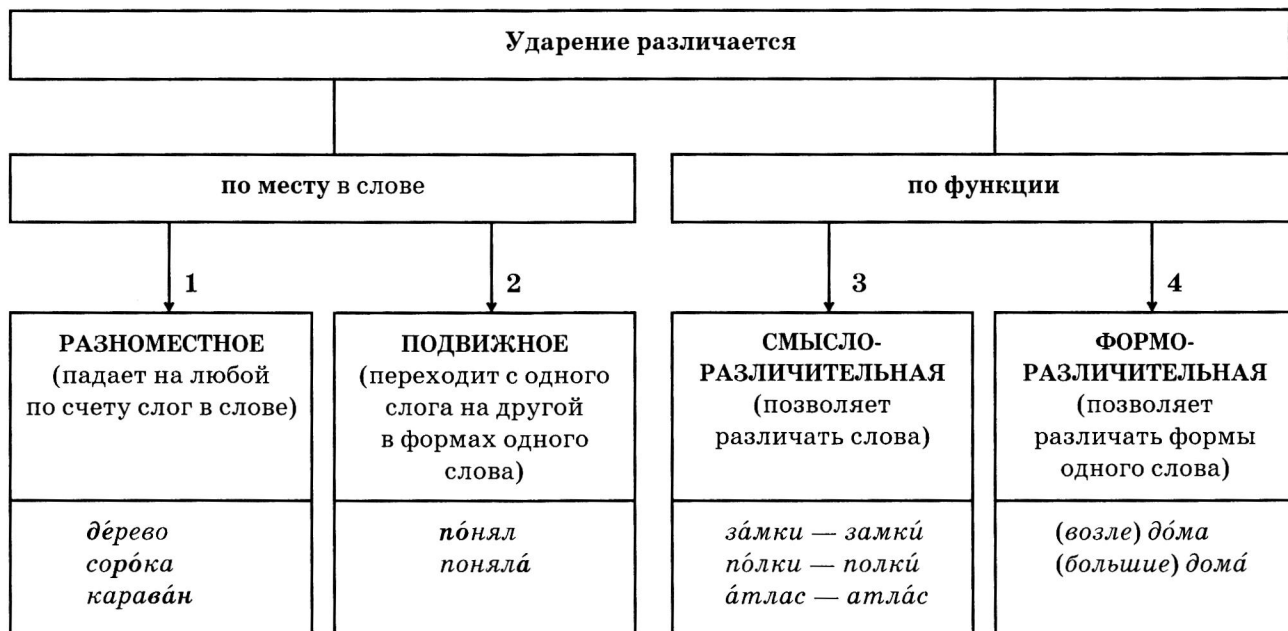 Ударение различается
по месту в слове
по функции
1
2
3
4
РАЗНОМЕСТНОЕ
(падает на любой
по счету слог в слове)
ПОДВИЖНОЕ
(переходит с одного
слога на другой
в формах одного
слова)
СМЫСЛО-
РАЗЛИЧИТЕЛЬНАЯ
(позволяет
различать слова)
ФОРМО-
РАЗЛИЧИТЕЛЬНАЯ
(позволяет
различать формы
одного слова)
де́рево
соро́ка
карава́н
по́нял
поняла́
за́мки — замки́
по́лки — полки́
а́тлас — атла́с
(возле) до́ма
(большие) дома́